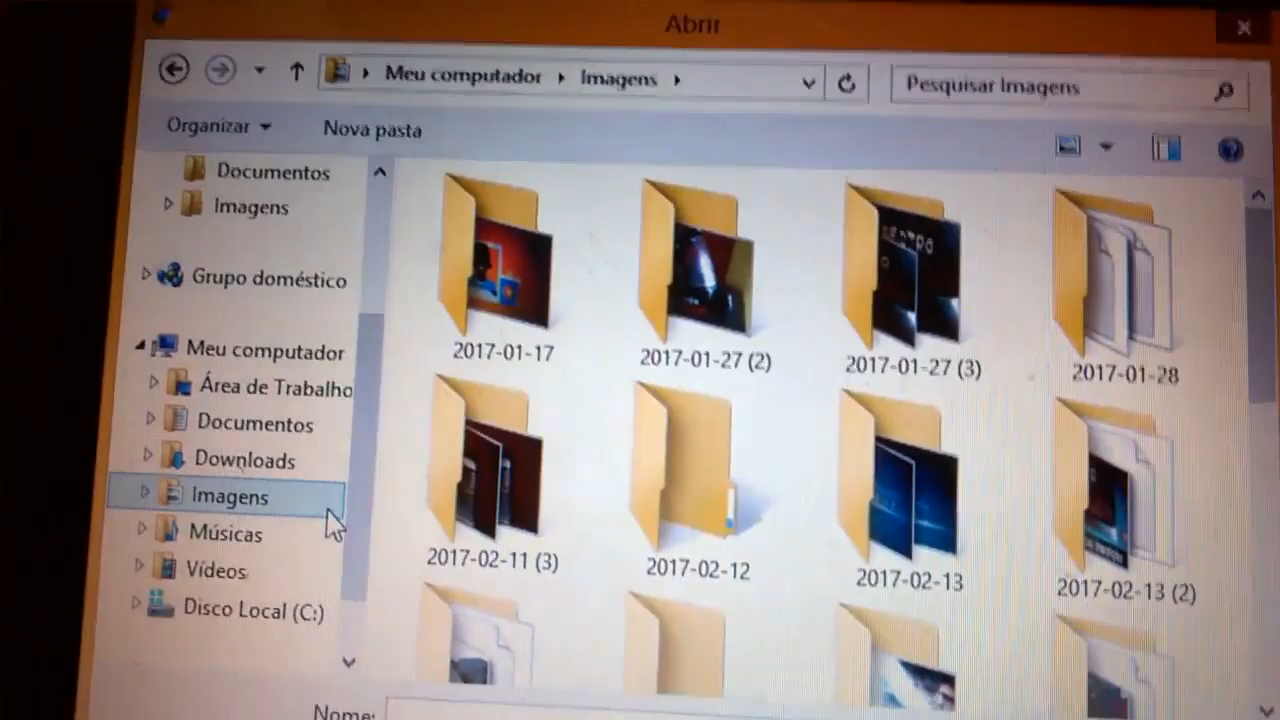 Abrir
Meu computador Imagens
Pesquisar Imagens
Organizar
Nova pasta
Documentos
Imagens
Grupo doméstico
Meu computador
Área de Trabalho
Documentos
Downloads
Imagens
Músicas
Vídeos
Disco Local (C:)
2017-01-17
2017-01-27 (2)
2017-01-27 (3)
2017-01-28
2017-02-11 (3)
2017-02-12
2017-02-13
2017-02-13 (2)
Nome: